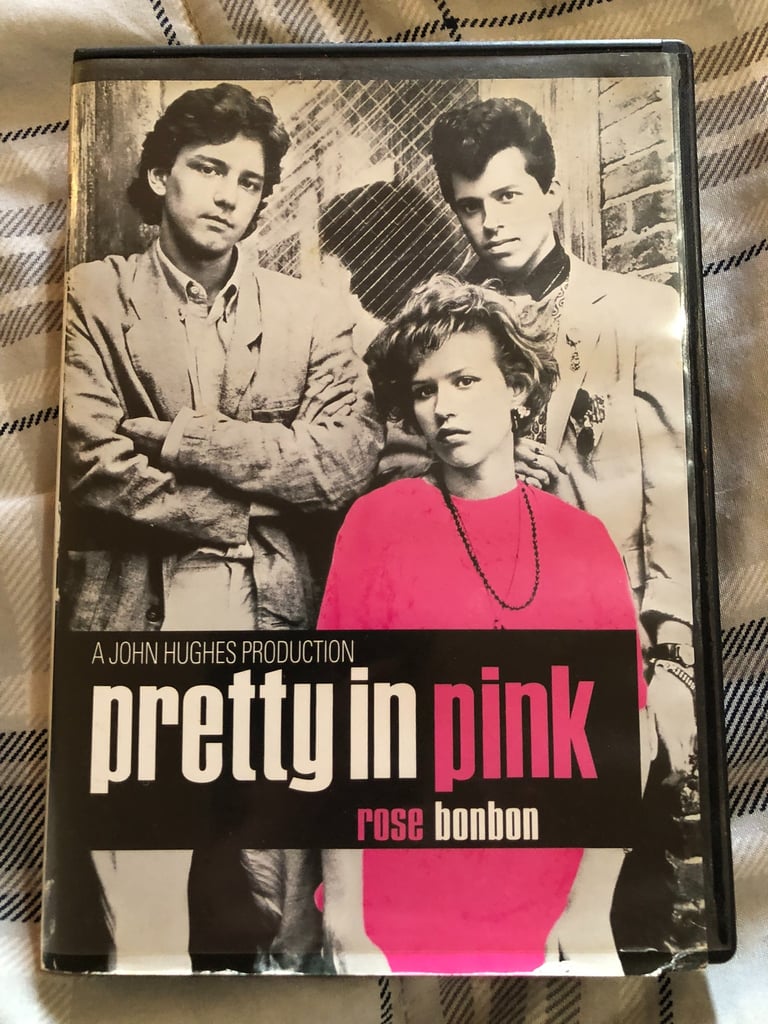 A JOHN HUGHES PRODUCTION
pretty in pink
rose bonbon